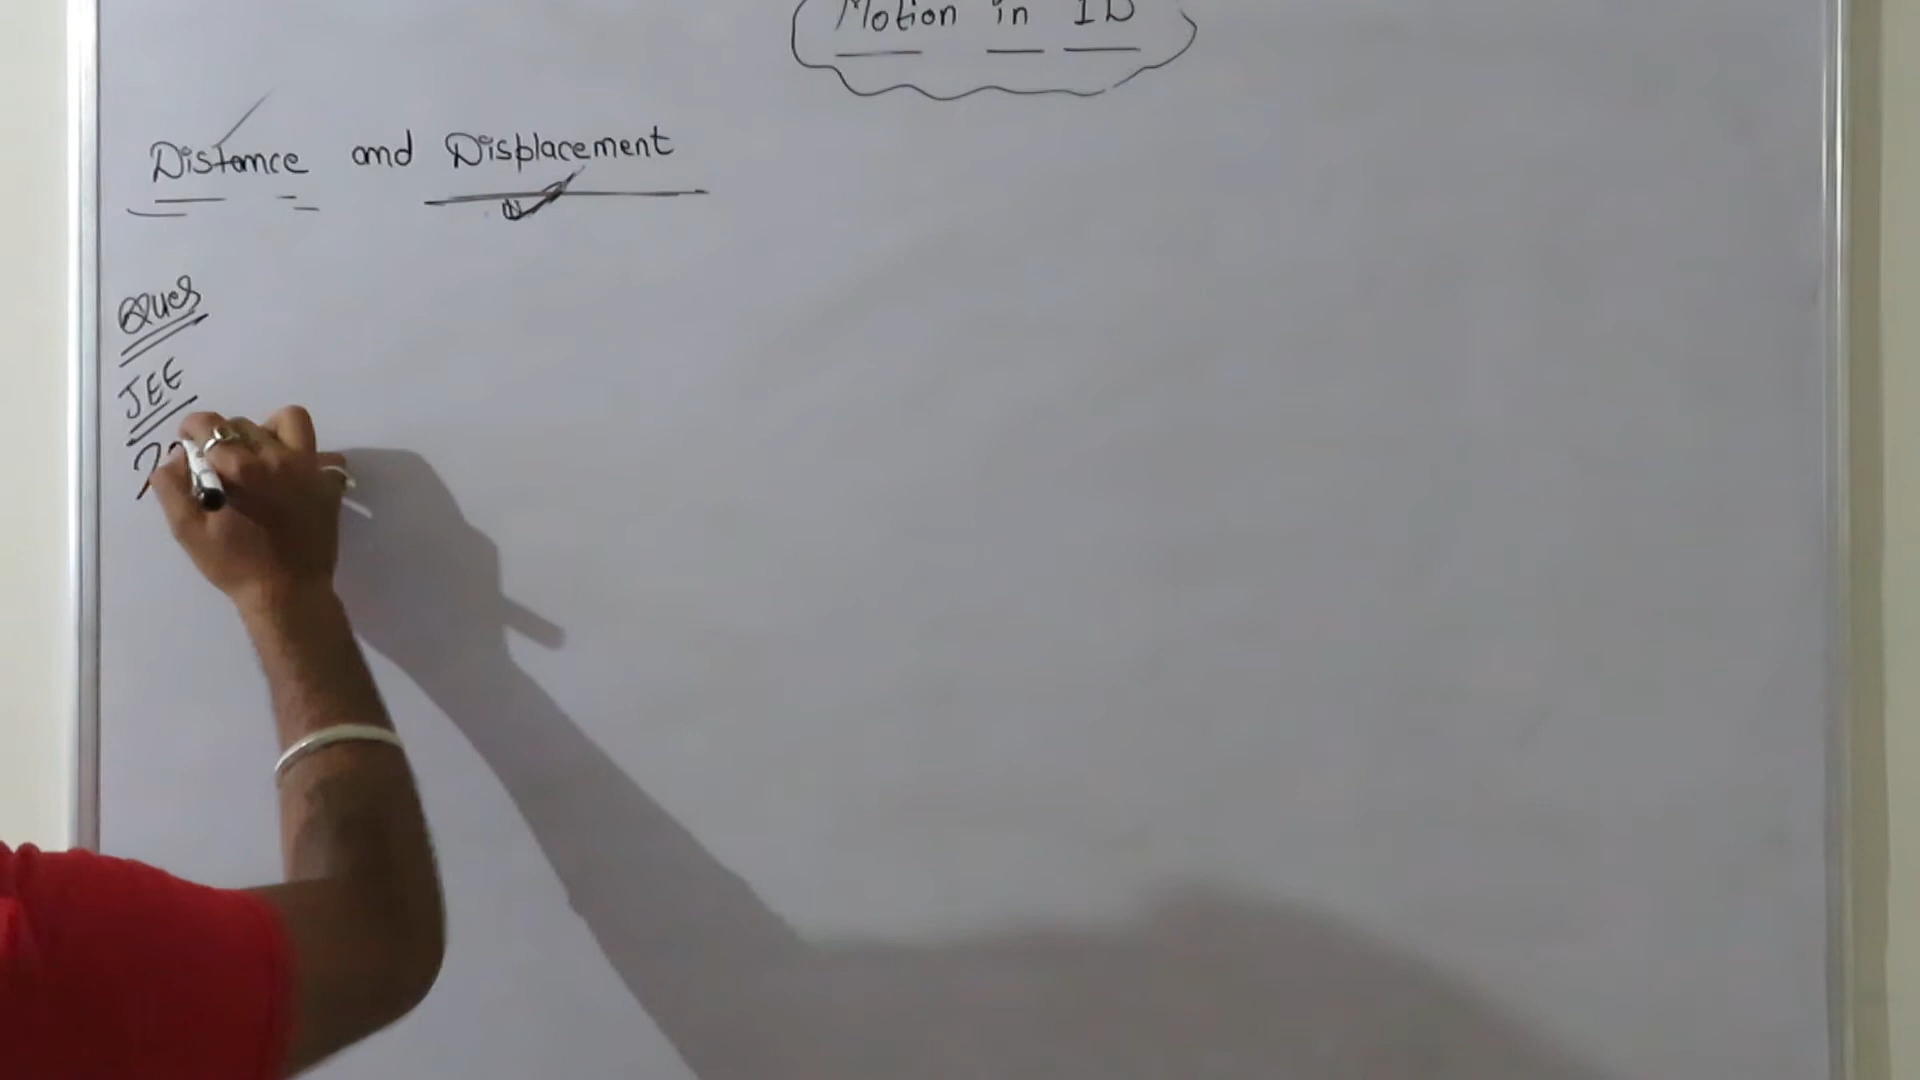 Motion in 1D
Distance and Displacement
Ques
JEE